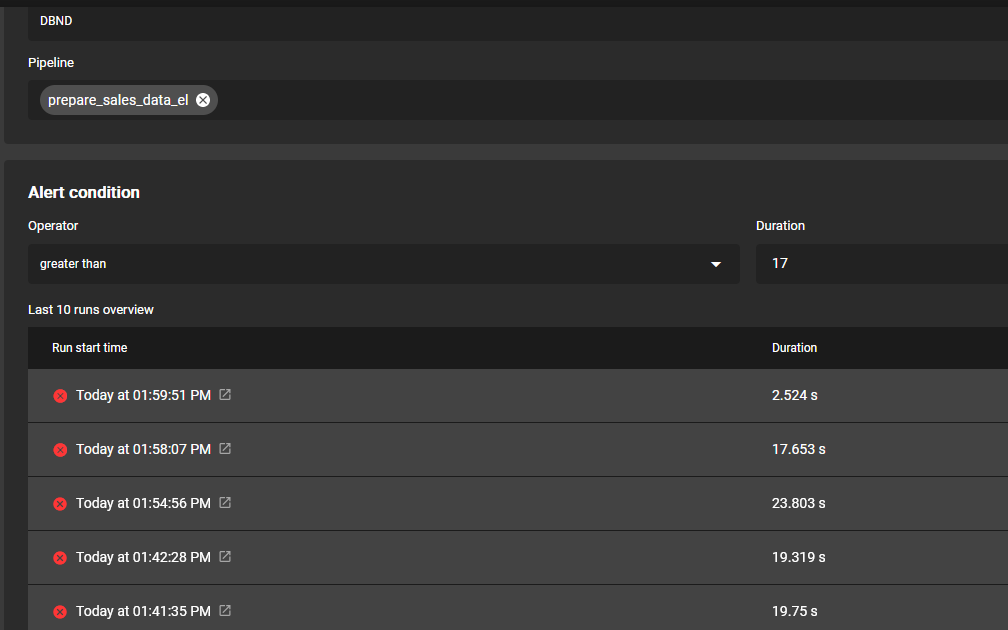 DBND
Pipeline
prepare_sales_data_el
Alert condition
Operator
Duration
greater than
17
Last 10 runs overview
Run start time
Duration
Today at 01:59:51 PM
2.524 s
Today at 01:58:07 PM
17.653 s
Today at 01:54:56 PM
23.803 s
Today at 01:42:28 PM
19.319 s
Today at 01:41:35 PM
19.75 s